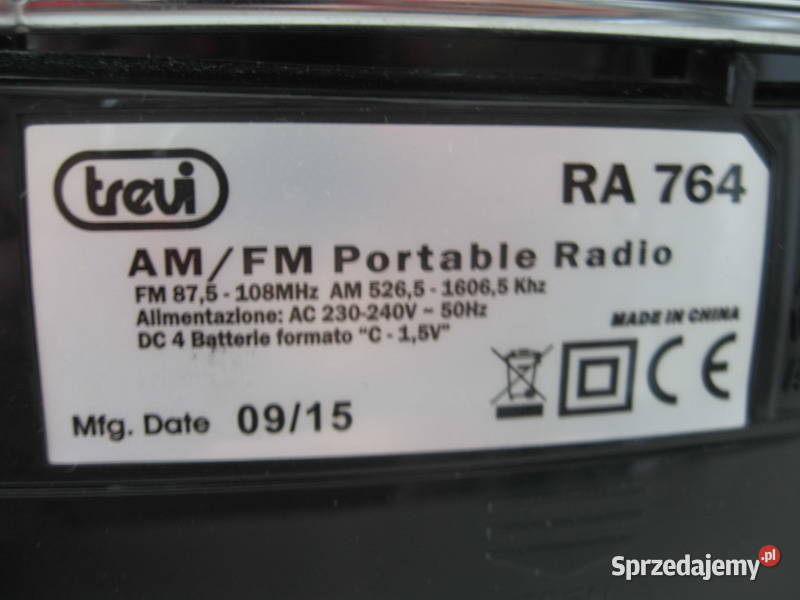 trevi
RA 764
AM/FM Portable Radio
FM 87,5 - 108MHz AM 526,5 - 1606,5 Khz
Alimentazione: AC 230-240V ~ 50Hz
DC 4 Batterie formato "C - 1,5V"
MADE IN CHINA
CE
Mfg. Date 09/15
Sprzedajemy.pl